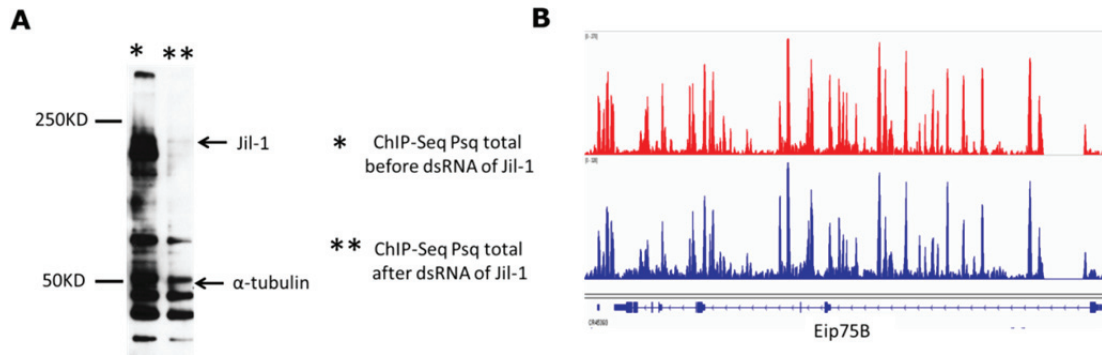 A
B
* **
250KD
Jil-1
50KD
α-tubulin
* ChIP-Seq Psq total
before dsRNA of Jil-1
** ChIP-Seq Psq total
after dsRNA of Jil-1
Eip75B